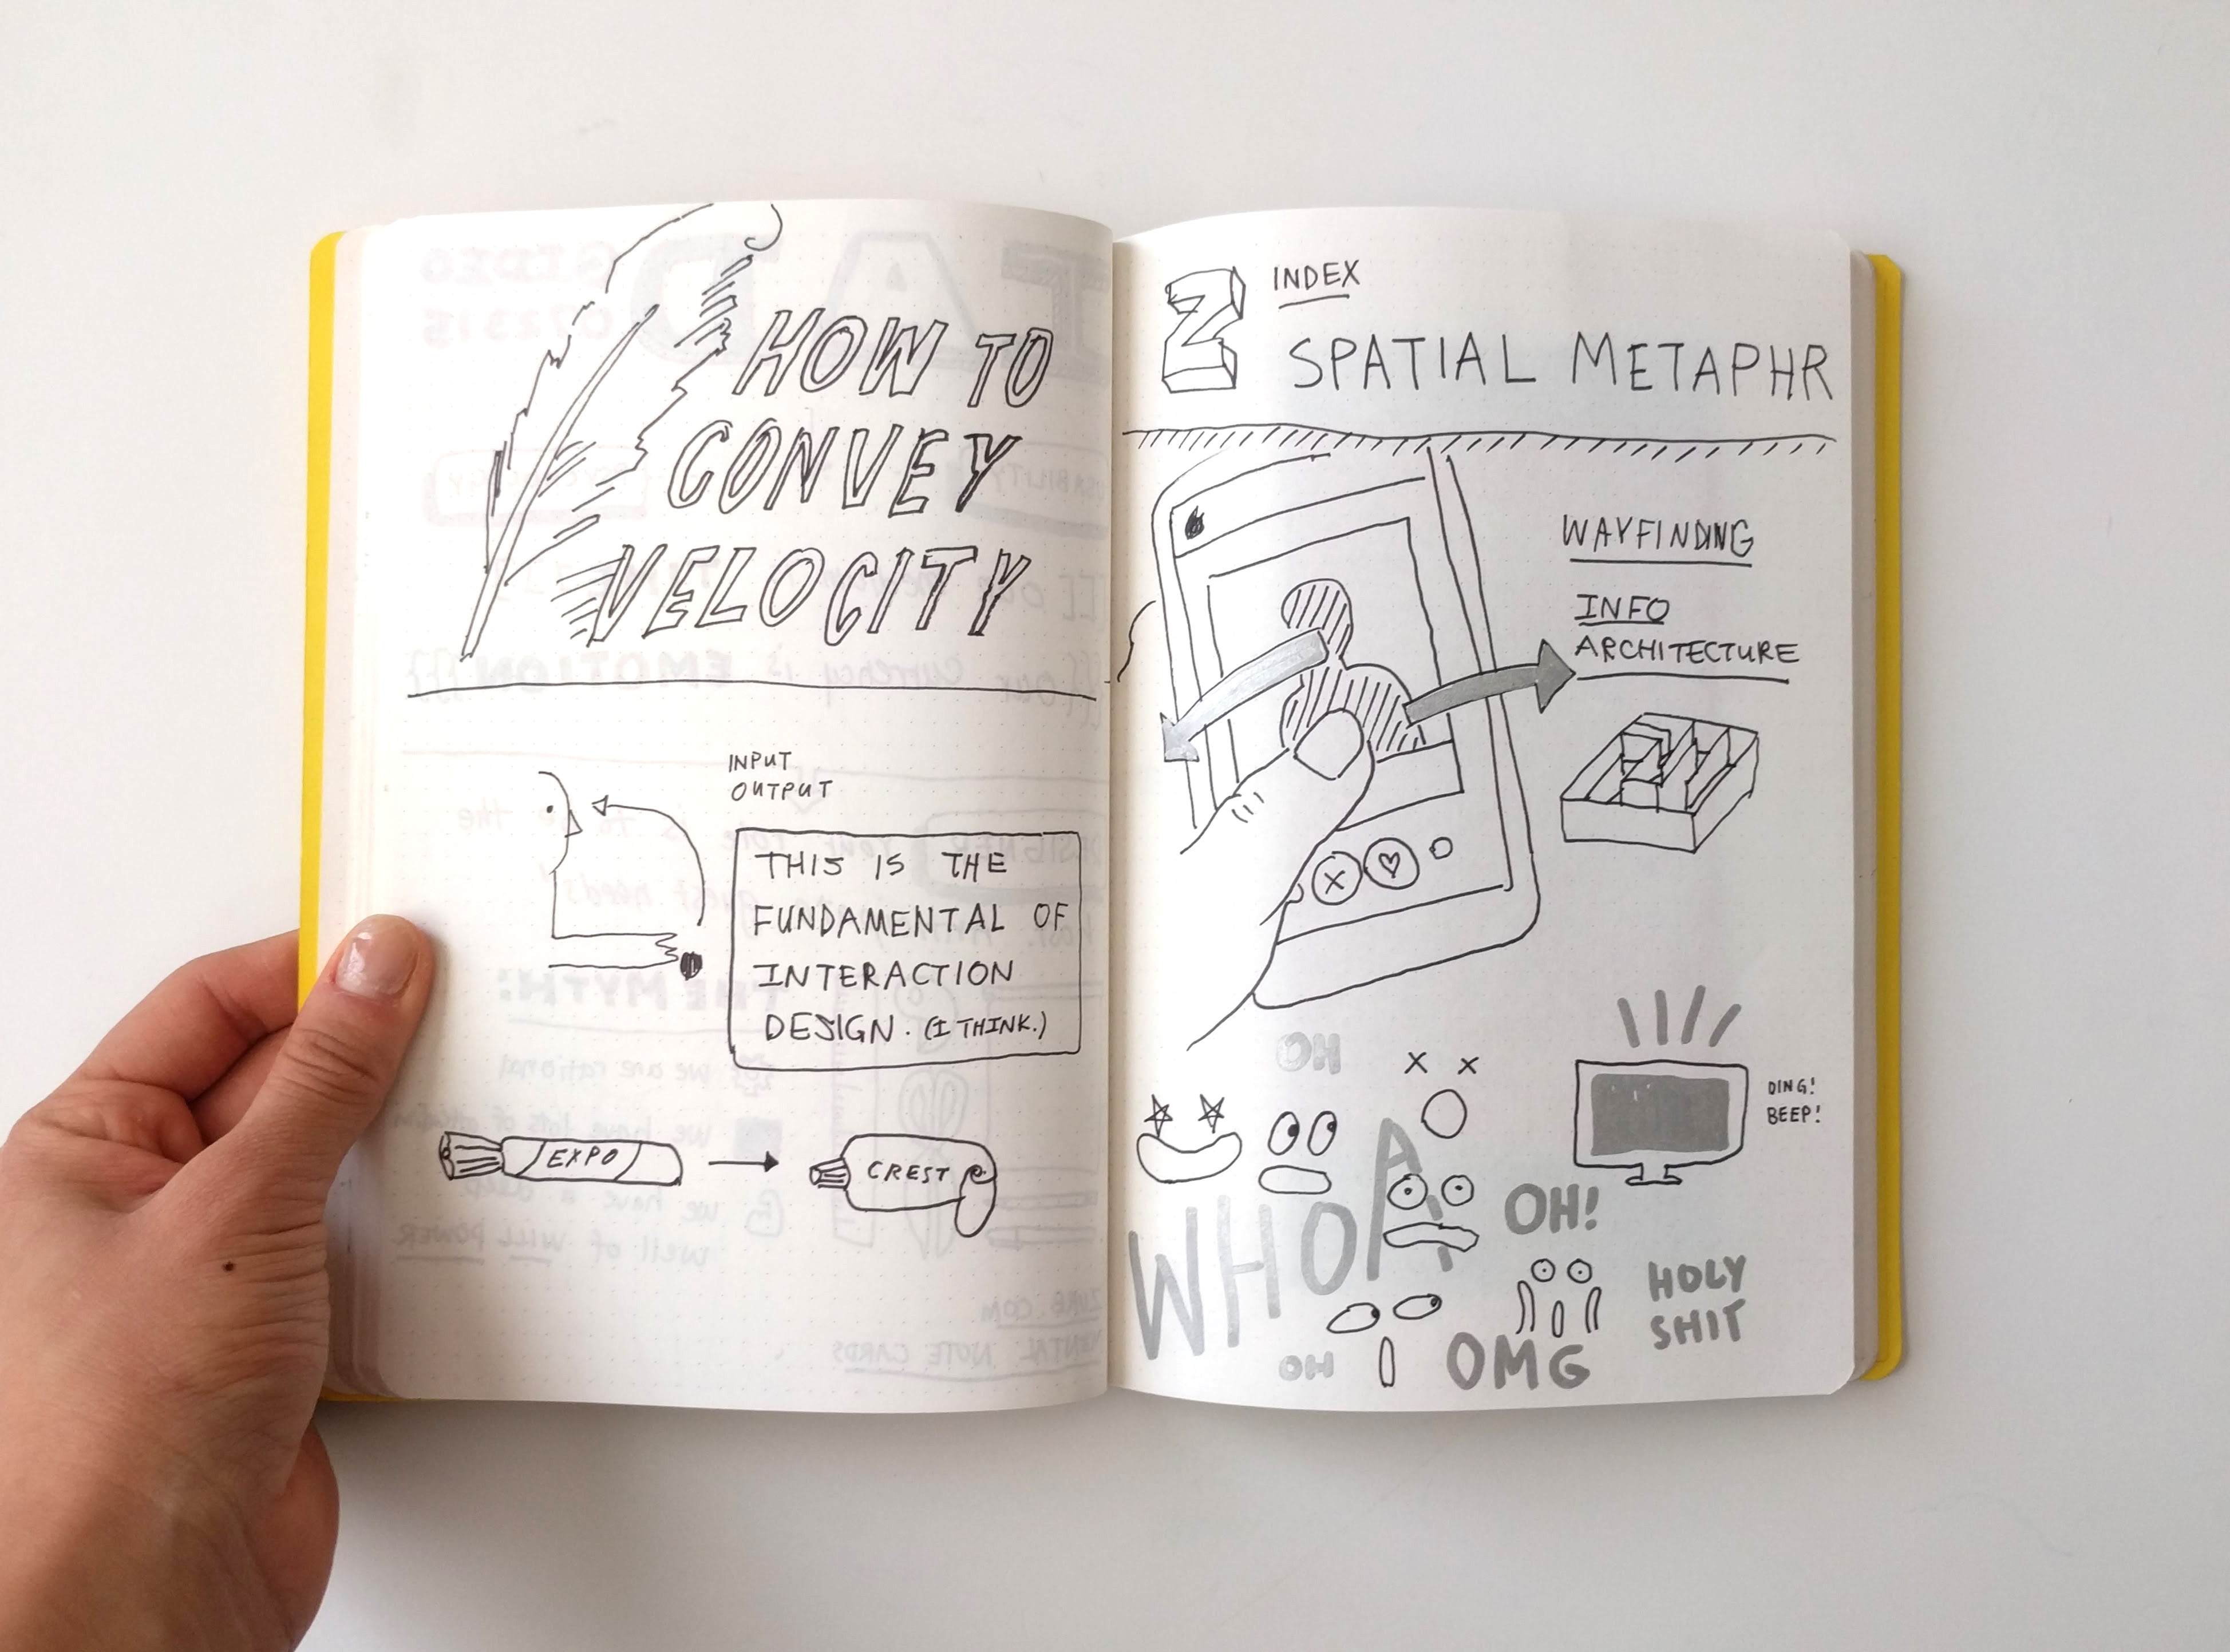 HOW TO
CONVEY
VELOCITY
INPUT
OUTPUT
THIS IS THE
FUNDAMENTAL OF
INTERACTION
DESIGN. (I THINK.)
EXPO
CREST
Z
INDEX
SPATIAL METAPHR
WAYFINDING
INFO
ARCHITECTURE
OH
DING!
BEEP!
WHOA
OH!
HOLY
SHIT
OH
OMG